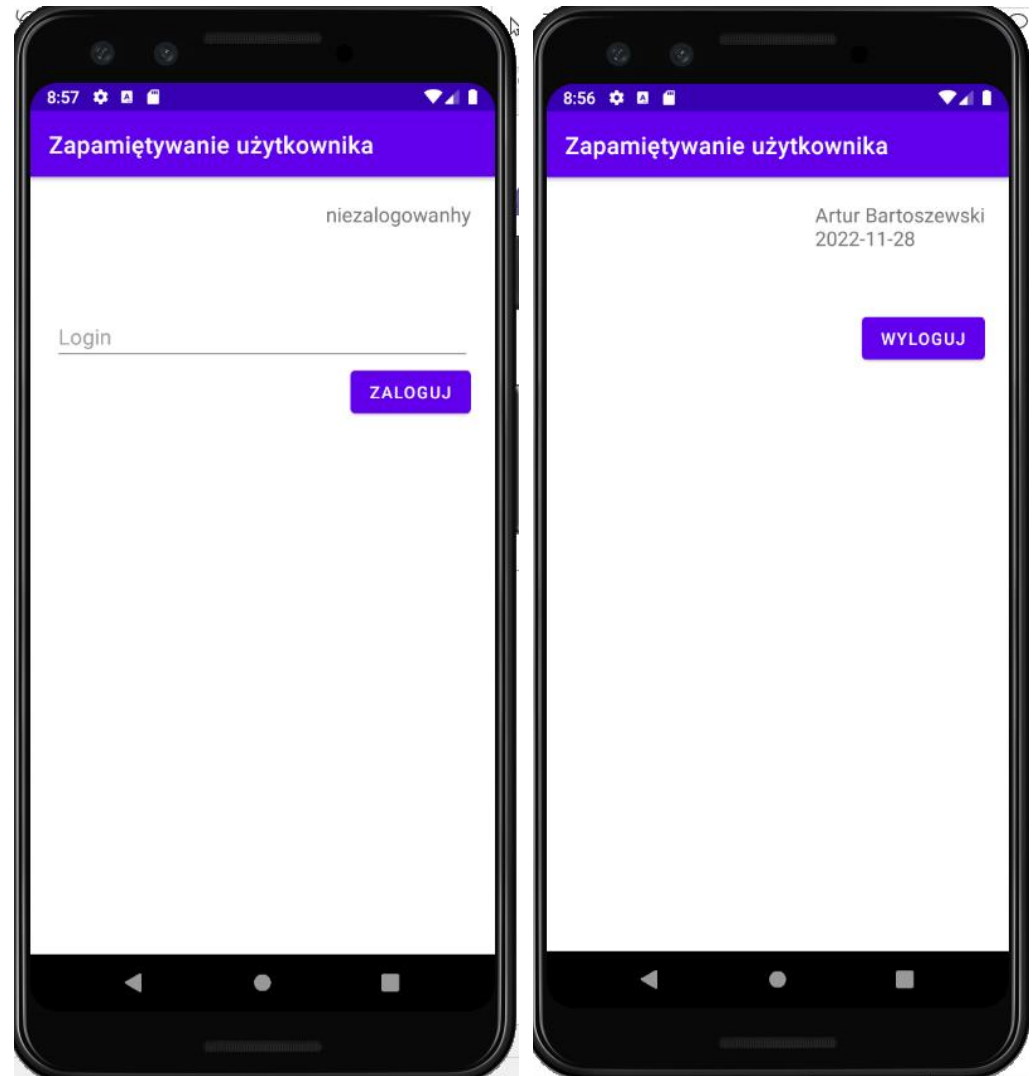 8:57
Zapamiętywanie użytkownika
niezalogowanhy
Login
ZALOGUJ
8:56
Zapamiętywanie użytkownika
Artur Bartoszewski
2022-11-28
WYLOGUJ